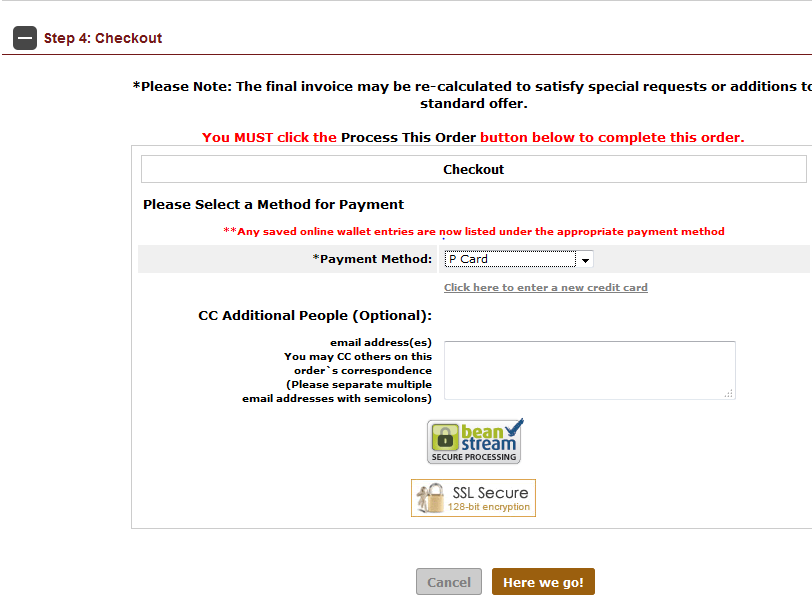 Step 4: Checkout
*Please Note: The final invoice may be re-calculated to satisfy special requests or additions to
standard offer.
You MUST click the Process This Order button below to complete this order.
Checkout
Please Select a Method for Payment
**Any saved online wallet entries are now listed under the appropriate payment method
*Payment Method: P Card
Click here to enter a new credit card
CC Additional People (Optional):
email address(es)
You may CC others on this
order`s correspondence
(Please separate multiple
email addresses with semicolons)
bean
stream
SECURE PROCESSING
SSL Secure
128-bit encryption
Cancel Here we go!